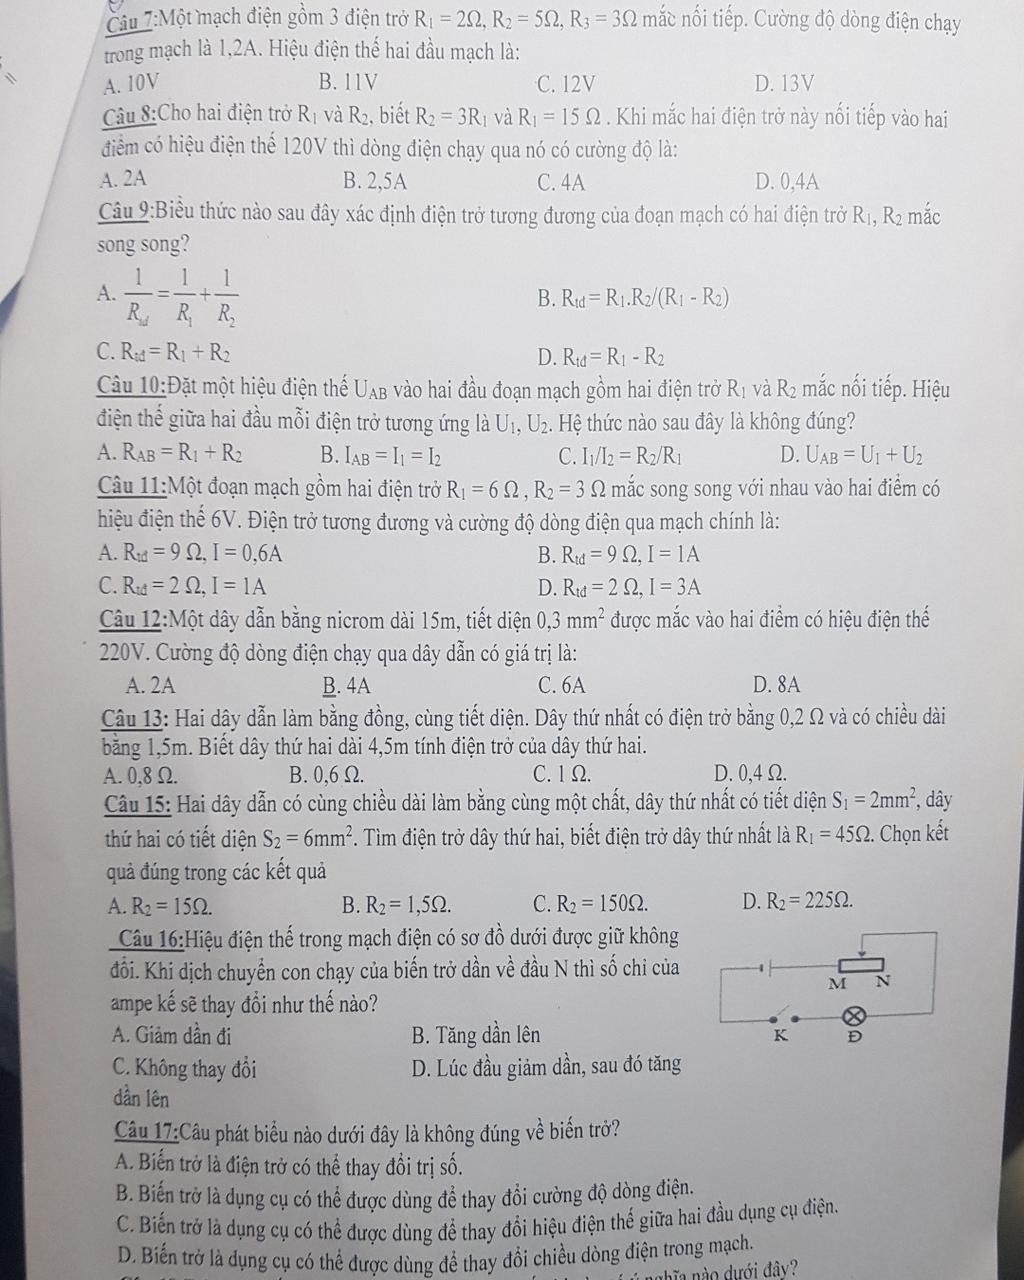 Câu 7:Một mạch điện gồm 3 điện trở R₁ = 2Ω, R₂ = 5Ω, R₃ = 3Ω mắc nối tiếp. Cường độ dòng điện chạy
trong mạch là 1,2A. Hiệu điện thế hai đầu mạch là:
A. 10V B. 11V C. 12V D. 13V
Câu 8:Cho hai điện trở R₁ và R₂, biết R₂ = 3R₁ và R₁ = 15 Ω . Khi mắc hai điện trở này nối tiếp vào hai
điểm có hiệu điện thế 120V thì dòng điện chạy qua nó có cường độ là:
A. 2A B. 2,5A C. 4A D. 0,4A
Câu 9:Biểu thức nào sau đây xác định điện trở tương đương của đoạn mạch có hai điện trở R₁, R₂ mắc
song song?
A. 1/Rtđ = 1/R₁ + 1/R₂ B. Rtđ = R₁.R₂/(R₁ - R₂)
C. Rtđ = R₁ + R₂ D. Rtđ = R₁ - R₂
Câu 10:Đặt một hiệu điện thế UAB vào hai đầu đoạn mạch gồm hai điện trở R₁ và R₂ mắc nối tiếp. Hiệu
điện thế giữa hai đầu mỗi điện trở tương ứng là U₁, U₂. Hệ thức nào sau đây là không đúng?
A. RAB = R₁ + R₂ B. IAB = I₁ = I₂ C. I₁/I₂ = R₂/R₁ D. UAB = U₁ + U₂
Câu 11:Một đoạn mạch gồm hai điện trở R₁ = 6 Ω , R₂ = 3 Ω mắc song song với nhau vào hai điểm có
hiệu điện thế 6V. Điện trở tương đương và cường độ dòng điện qua mạch chính là:
A. Rtđ = 9 Ω, I = 0,6A B. Rtđ = 9 Ω, I = 1A
C. Rtđ = 2 Ω, I = 1A D. Rtđ = 2 Ω, I = 3A
Câu 12:Một dây dẫn bằng nicrom dài 15m, tiết diện 0,3 mm² được mắc vào hai điểm có hiệu điện thế
220V. Cường độ dòng điện chạy qua dây dẫn có giá trị là:
A. 2A B. 4A C. 6A D. 8A
Câu 13: Hai dây dẫn làm bằng đồng, cùng tiết diện. Dây thứ nhất có điện trở bằng 0,2 Ω và có chiều dài
bằng 1,5m. Biết dây thứ hai dài 4,5m tính điện trở của dây thứ hai.
A. 0,8 Ω. B. 0,6 Ω. C. 1 Ω. D. 0,4 Ω.
Câu 15: Hai dây dẫn có cùng chiều dài làm bằng cùng một chất, dây thứ nhất có tiết diện S₁ = 2mm², dây
thứ hai có tiết diện S₂ = 6mm². Tìm điện trở dây thứ hai, biết điện trở dây thứ nhất là R₁ = 45Ω. Chọn kết
quả đúng trong các kết quả
A. R₂ = 15Ω. B. R₂ = 1,5Ω. C. R₂ = 150Ω. D. R₂ = 225Ω.
Câu 16:Hiệu điện thế trong mạch điện có sơ đồ dưới được giữ không
đổi. Khi dịch chuyển con chạy của biến trở dần về đầu N thì số chỉ của
ampe kế sẽ thay đổi như thế nào?
A. Giảm dần đi B. Tăng dần lên
C. Không thay đổi D. Lúc đầu giảm dần, sau đó tăng
dần lên
M N
K Đ
Câu 17:Câu phát biểu nào dưới đây là không đúng về biến trở?
A. Biến trở là điện trở có thể thay đổi trị số.
B. Biến trở là dụng cụ có thể được dùng để thay đổi cường độ dòng điện.
C. Biến trở là dụng cụ có thể được dùng để thay đổi hiệu điện thế giữa hai đầu dụng cụ điện.
D. Biến trở là dụng cụ có thể được dùng để thay đổi chiều dòng điện trong mạch.
nghĩa nào dưới đây?